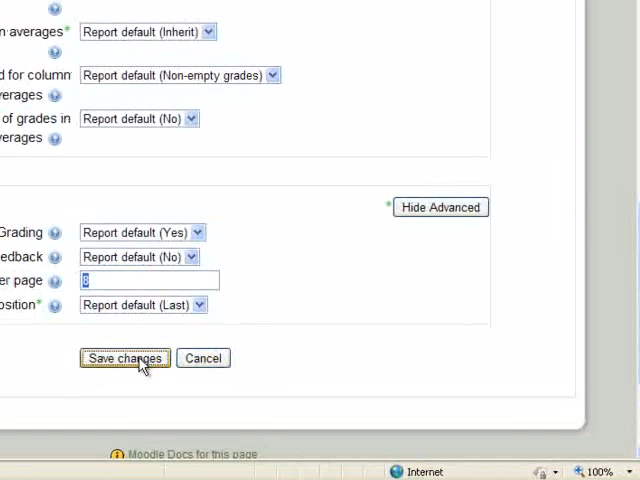 n averages* Report default (Inherit)
d for column Report default (Non-empty grades)
verages
of grades in Report default (No)
verages
* Hide Advanced
Grading Report default (Yes)
eedback Report default (No)
er page 8
osition* Report default (Last)
Save changes Cancel
Moodle Docs for this page
Internet 100%